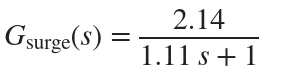 G_surge(s) = 2.14 / (1.11 s + 1)